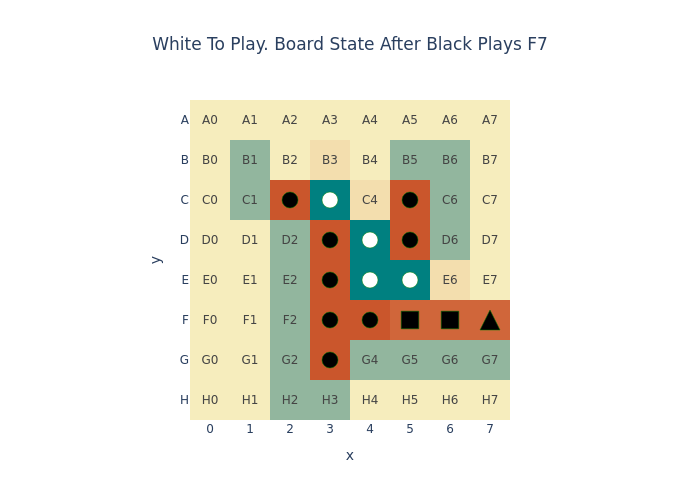 White To Play. Board State After Black Plays F7
A A0 A1 A2 A3 A4 A5 A6 A7
B B0 B1 B2 B3 B4 B5 B6 B7
C C0 C1 C4 C6 C7
D D0 D1 D2 D6 D7
y
E E0 E1 E2 E6 E7
F F0 F1 F2
G G0 G1 G2 G4 G5 G6 G7
H H0 H1 H2 H3 H4 H5 H6 H7
0 1 2 3 4 5 6 7
x